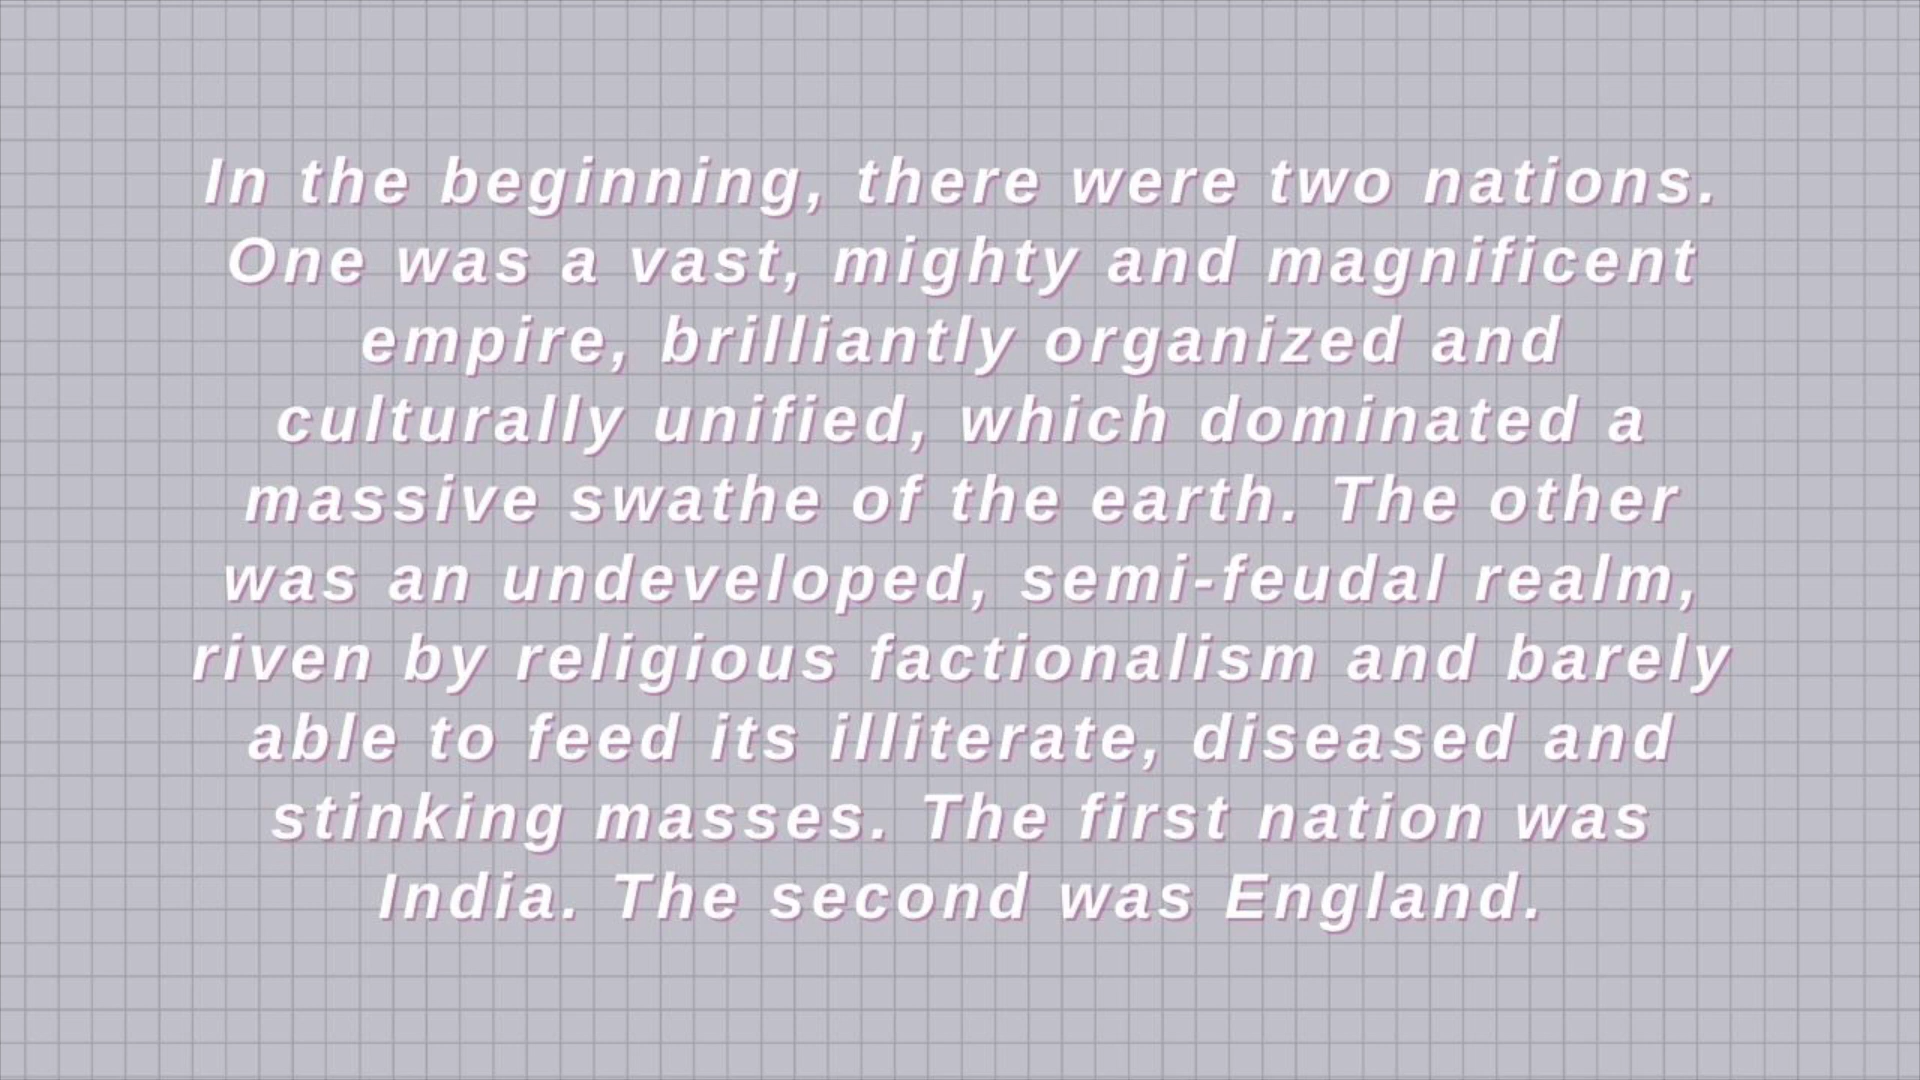 In the beginning, there were two nations.
One was a vast, mighty and magnificent
empire, brilliantly organized and
culturally unified, which dominated a
massive swathe of the earth. The other
was an undeveloped, semi-feudal realm,
riven by religious factionalism and barely
able to feed its illiterate, diseased and
stinking masses. The first nation was
India. The second was England.